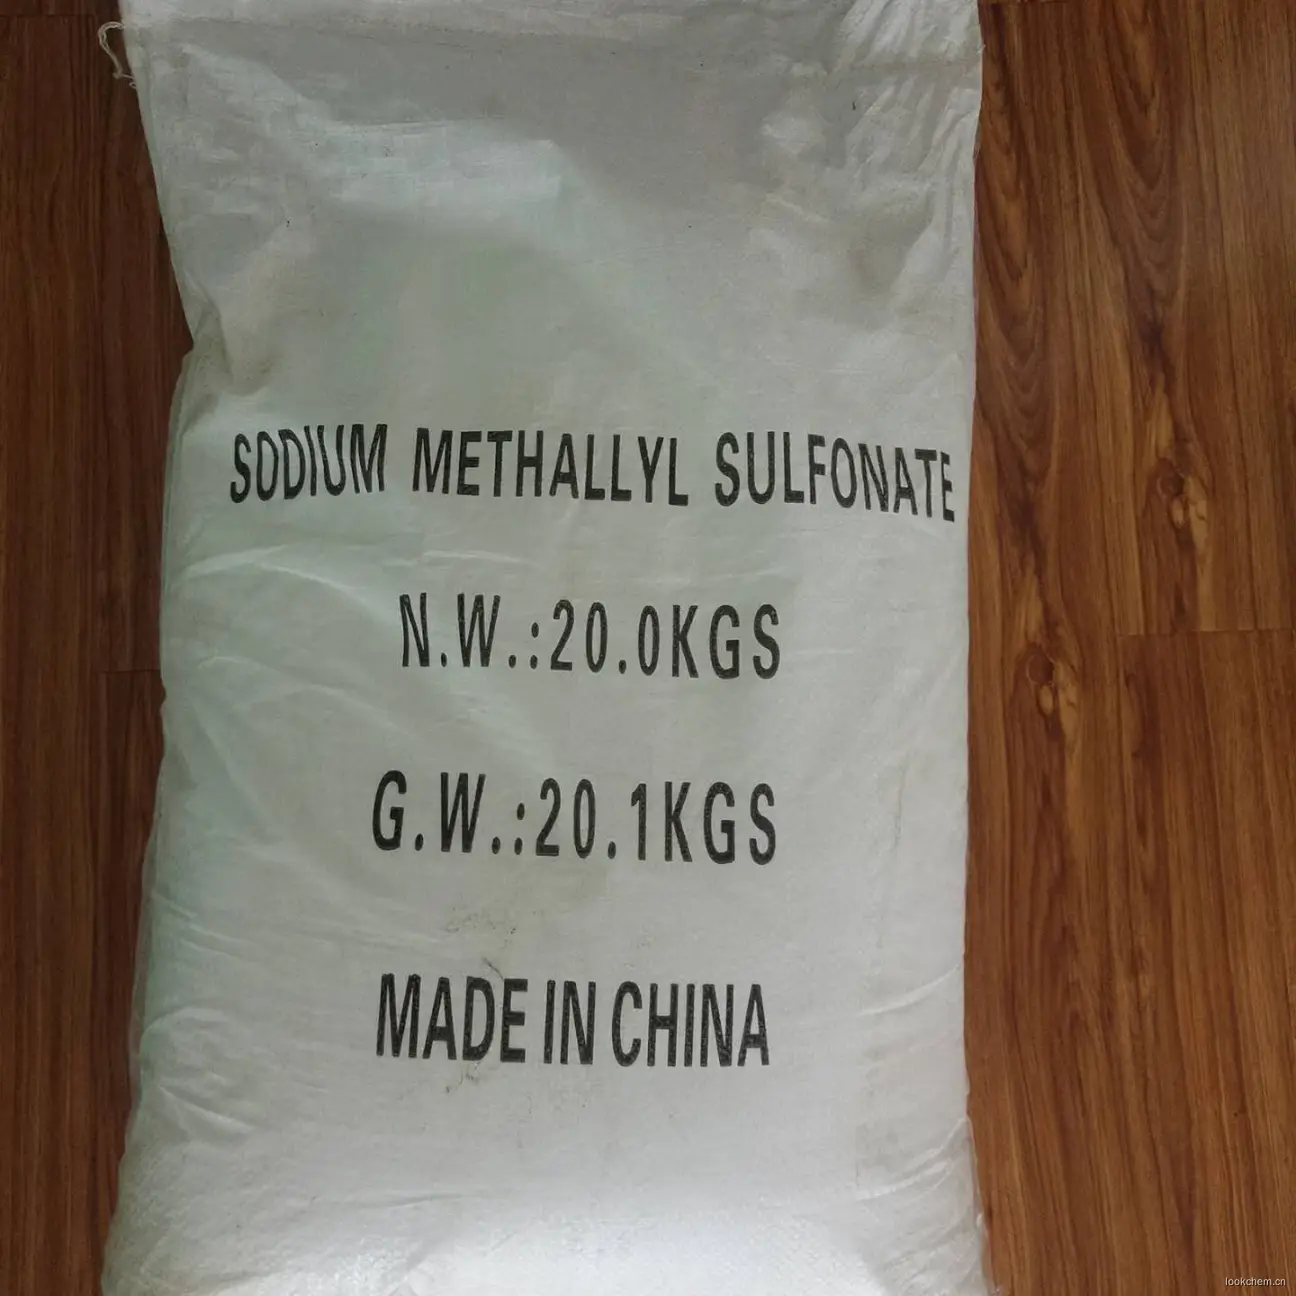 SODIUM METHALLYL SULFONATE
N.W.:20.0KGS
G.W.:20.1KGS
MADE IN CHINA
lookchem.cn